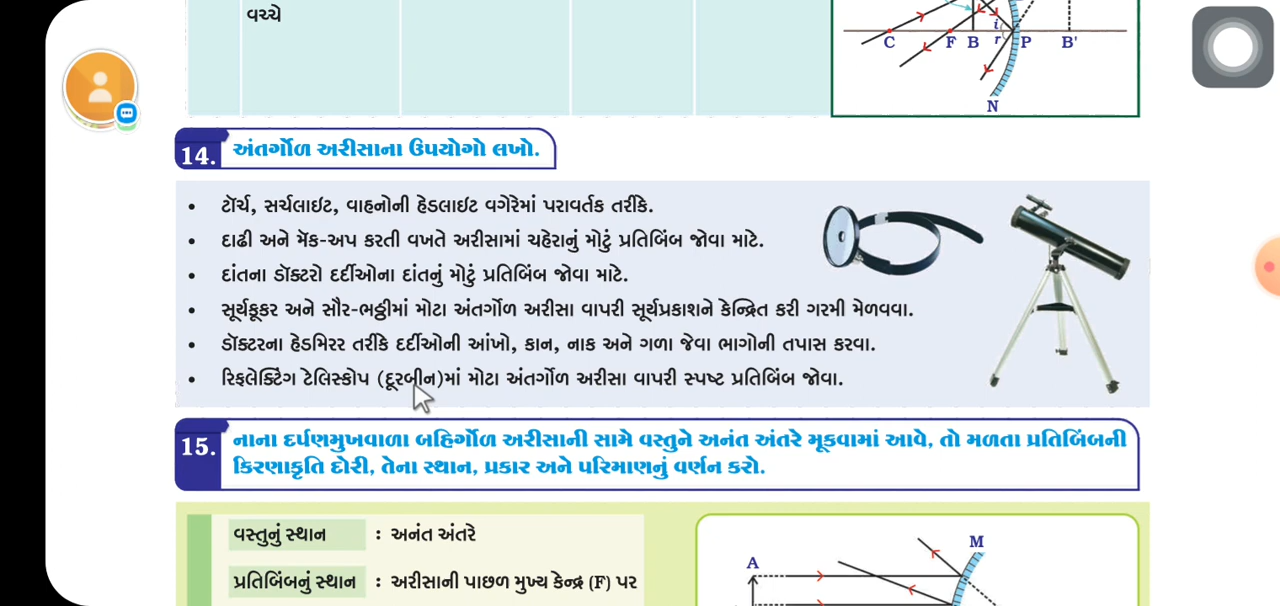 વચ્ચે
i
r
C
F
B
P
B'
N
14. અંતર્ગોળ અરીસાના ઉપયોગો લખો.
• ટૉર્ચ, સર્ચલાઇટ, વાહનોની હેડલાઇટ વગેરેમાં પરાવર્તક તરીકે.
• દાઢી અને મૅક-અપ કરતી વખતે અરીસામાં ચહેરાનું મોટું પ્રતિબિંબ જોવા માટે.
• દાંતના ડૉક્ટરો દર્દીઓના દાંતનું મોટું પ્રતિબિંબ જોવા માટે.
• સૂર્યકૂકર અને સૌર-ભઠ્ઠીમાં મોટા અંતર્ગોળ અરીસા વાપરી સૂર્યપ્રકાશને કેન્દ્રિત કરી ગરમી મેળવવા.
• ડૉક્ટરના હેડમિરર તરીકે દર્દીઓની આંખો, કાન, નાક અને ગળા જેવા ભાગોની તપાસ કરવા.
• રિફલેક્ટિંગ ટેલિસ્કોપ (દૂરબીન)માં મોટા અંતર્ગોળ અરીસા વાપરી સ્પષ્ટ પ્રતિબિંબ જોવા.
15. નાના દર્પણમુખવાળા બહિર્ગોળ અરીસાની સામે વસ્તુને અનંત અંતરે મૂકવામાં આવે, તો મળતા પ્રતિબિંબની
કિરણાકૃતિ દોરી, તેના સ્થાન, પ્રકાર અને પરિમાણનું વર્ણન કરો.
વસ્તુનું સ્થાન : અનંત અંતરે
પ્રતિબિંબનું સ્થાન : અરીસાની પાછળ મુખ્ય કેન્દ્ર (F) પર
M
A